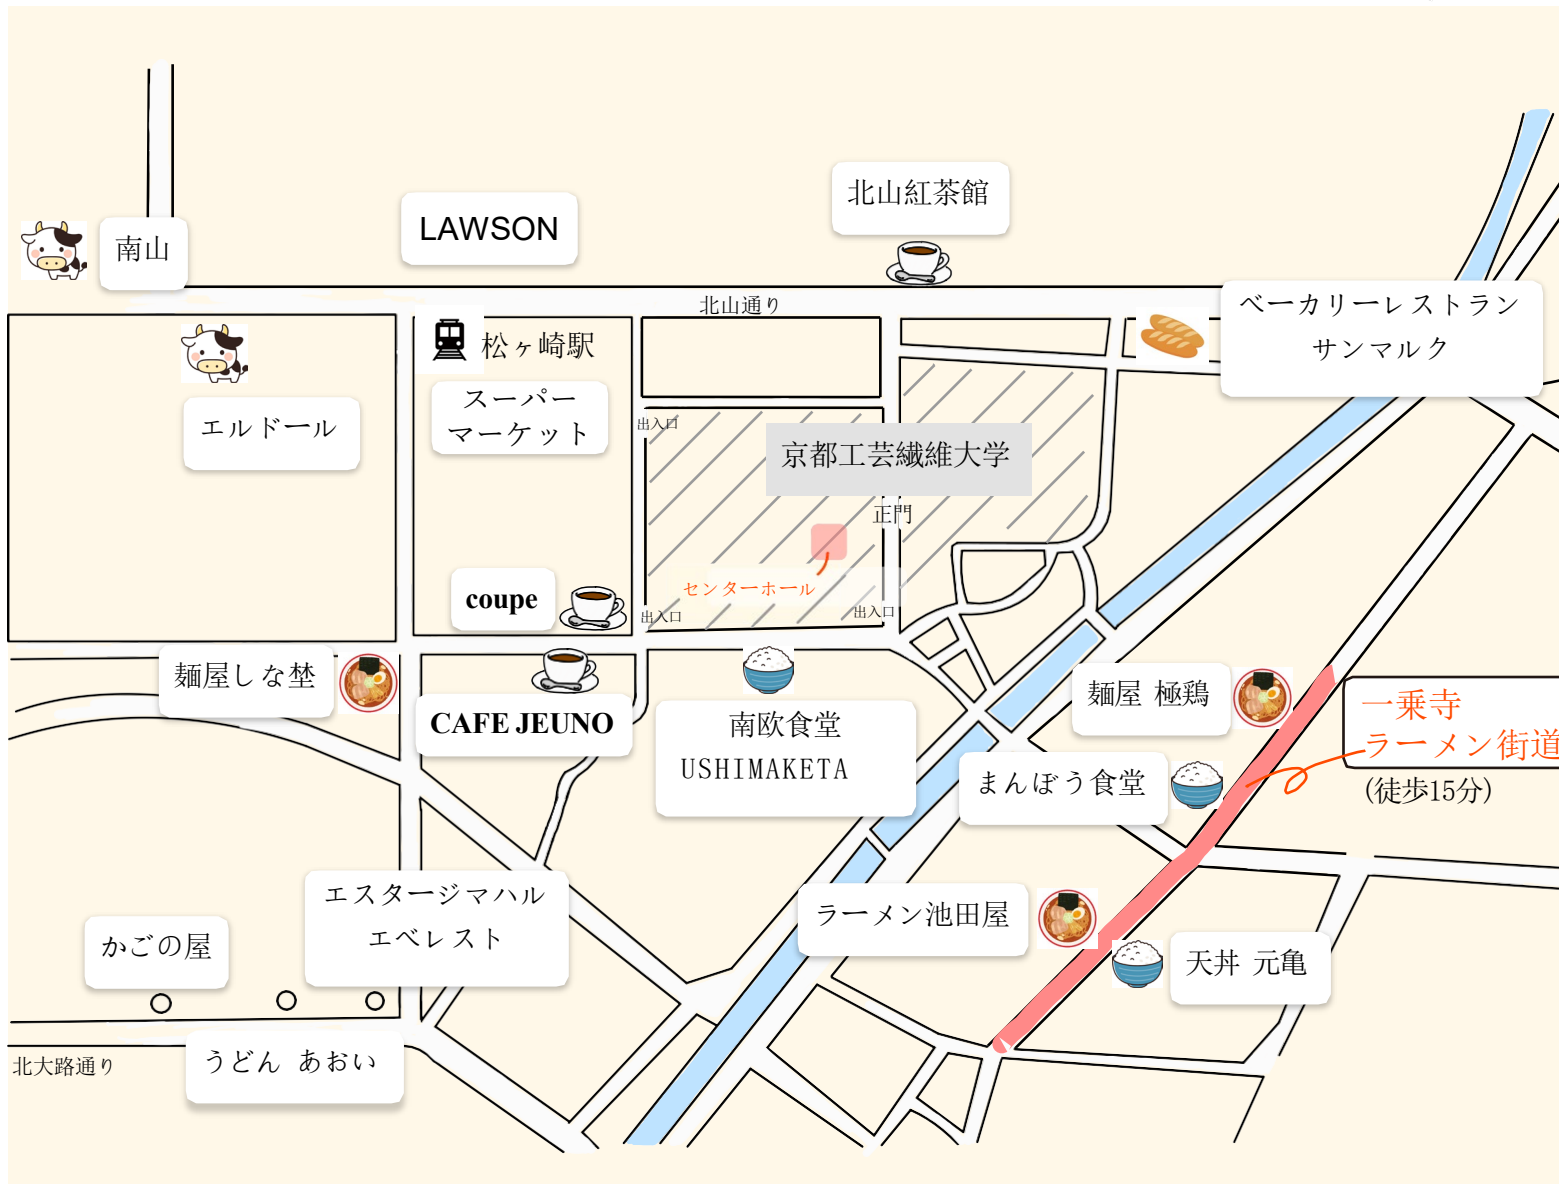 北山紅茶館
LAWSON
南山
北山通り
ベーカリーレストラン
サンマルク
松ヶ崎駅
スーパー
マーケット
エルドール
出入口
京都工芸繊維大学
正門
センターホール
coupe
出入口
出入口
麺屋しな埜
CAFE JEUNO
南欧食堂
USHIMAKETA
麺屋 極鶏
一乗寺
ラーメン街道
(徒歩15分)
まんぼう食堂
エスタージマハル
エベレスト
ラーメン池田屋
かごの屋
天丼 元亀
うどん あおい
北大路通り